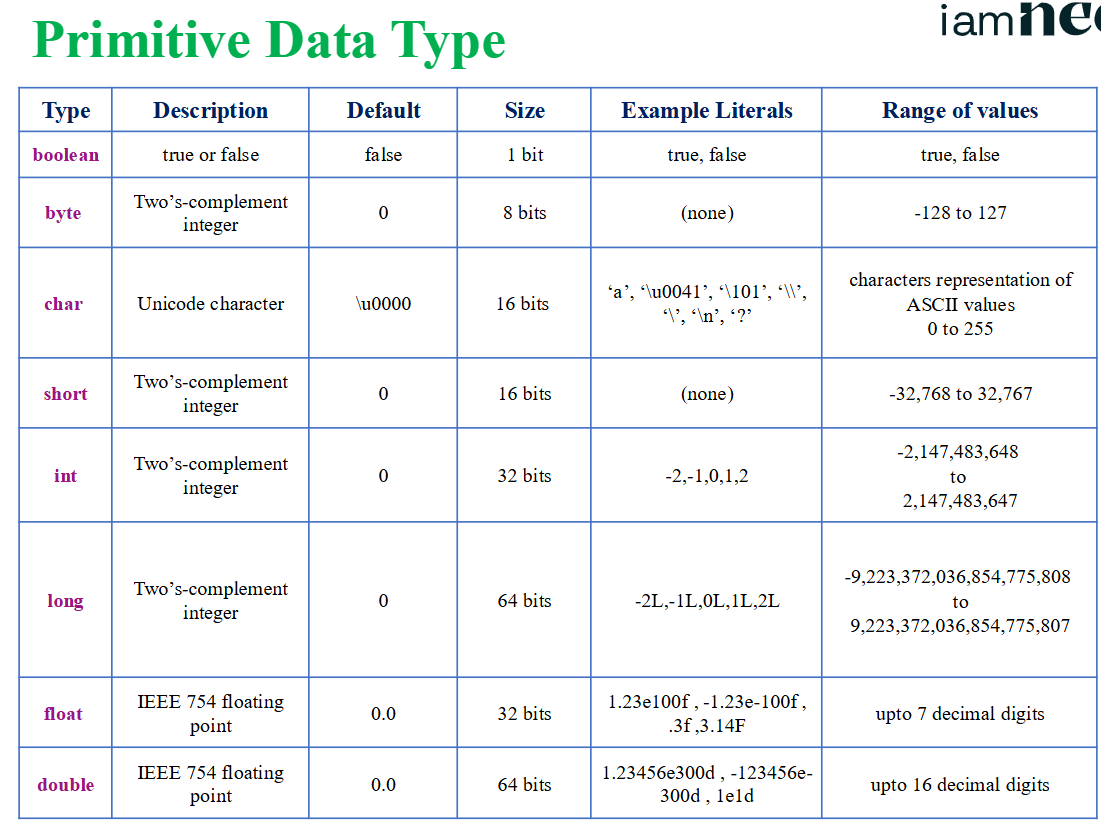 Primitive Data Type
iamne
Type Description Default Size Example Literals Range of values
boolean true or false false 1 bit true, false true, false
byte Two’s-complement integer 0 8 bits (none) -128 to 127
char Unicode character \u0000 16 bits ‘a’, ‘\u0041’, ‘\101’, ‘\\’, ‘\’, ‘\n’, ‘?’ characters representation of ASCII values 0 to 255
short Two’s-complement integer 0 16 bits (none) -32,768 to 32,767
int Two’s-complement integer 0 32 bits -2,-1,0,1,2 -2,147,483,648 to 2,147,483,647
long Two’s-complement integer 0 64 bits -2L,-1L,0L,1L,2L -9,223,372,036,854,775,808 to 9,223,372,036,854,775,807
float IEEE 754 floating point 0.0 32 bits 1.23e100f , -1.23e-100f , .3f ,3.14F upto 7 decimal digits
double IEEE 754 floating point 0.0 64 bits 1.23456e300d , -123456e-300d , 1e1d upto 16 decimal digits